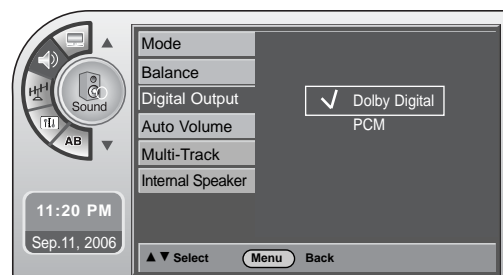 Sound
AB
Mode
Balance
Digital Output
Auto Volume
Multi-Track
Internal Speaker
Dolby Digital
PCM
11:20 PM
Sep.11, 2006
▲ ▼ Select Menu Back